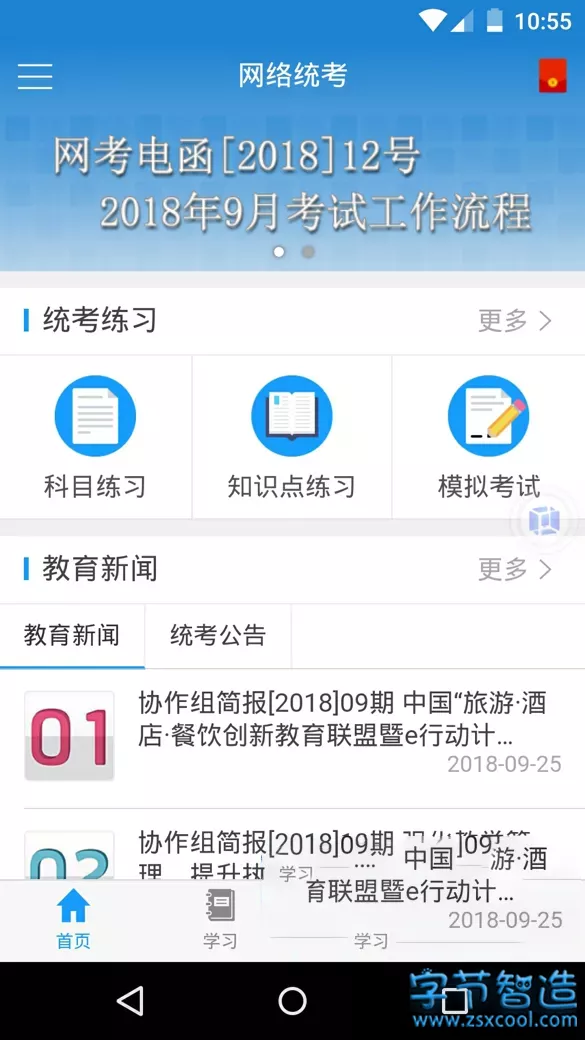 10:55
网络统考
网考电函[2018]12号
2018年9月考试工作流程
统考练习
更多
科目练习
知识点练习
模拟考试
教育新闻
更多
教育新闻
统考公告
01
协作组简报[2018]09期 中国“旅游·酒
店·餐饮创新教育联盟暨e行动计...
2018-09-25
02
协作组简报[2018]09期
理、提升
学习
中国
游·酒
育联盟暨e行动计...
2018-09-25
首页
学习
学习
字节智造
www.zsxcool.com